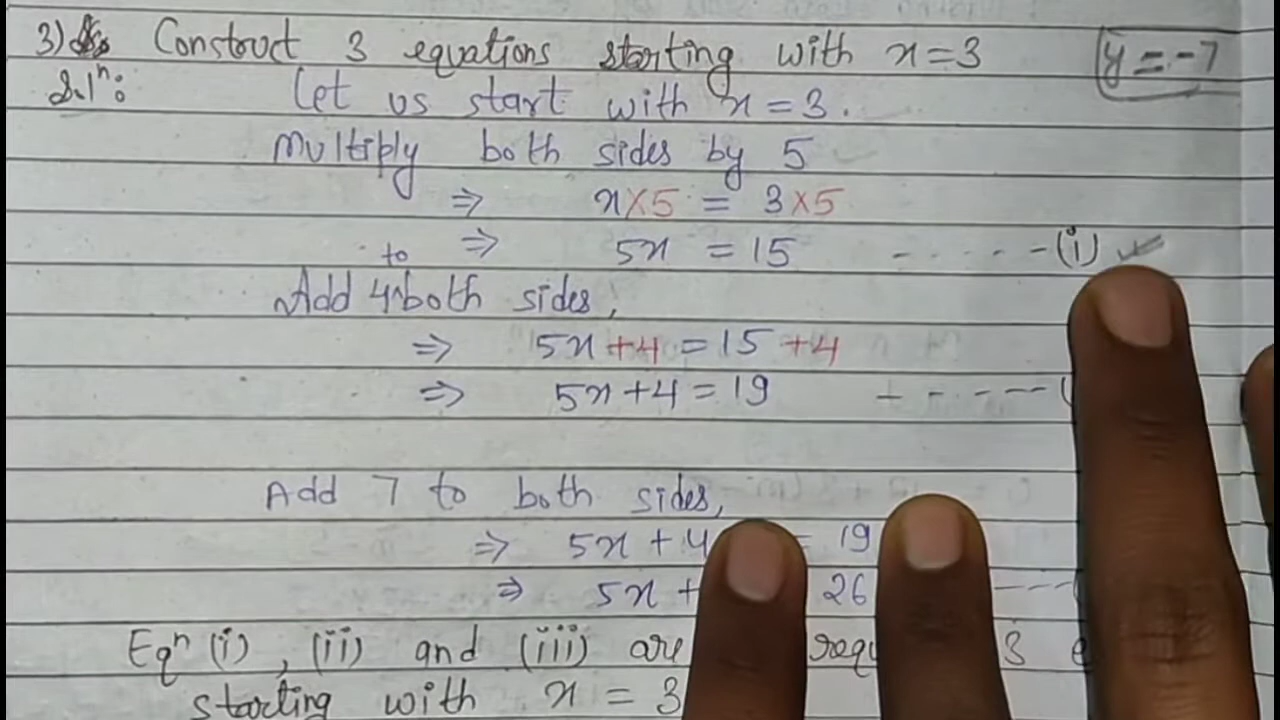 3) Construct 3 equations starting with x=3 y=-7
Solⁿ: Let us start with x=3.
Multiply both sides by 5
⇒ x×5 = 3×5
⇒ 5x = 15 - - - - - -(i) ✓
Add 4 to both sides,
⇒ 5x+4 = 15+4
⇒ 5x+4 = 19 - - - - - - (
Add 7 to both sides,
⇒ 5x + 4 = 19
⇒ 5x + 26 - - - (
Eqⁿ (i), (ii) and (iii) are 3
starting with x = 3